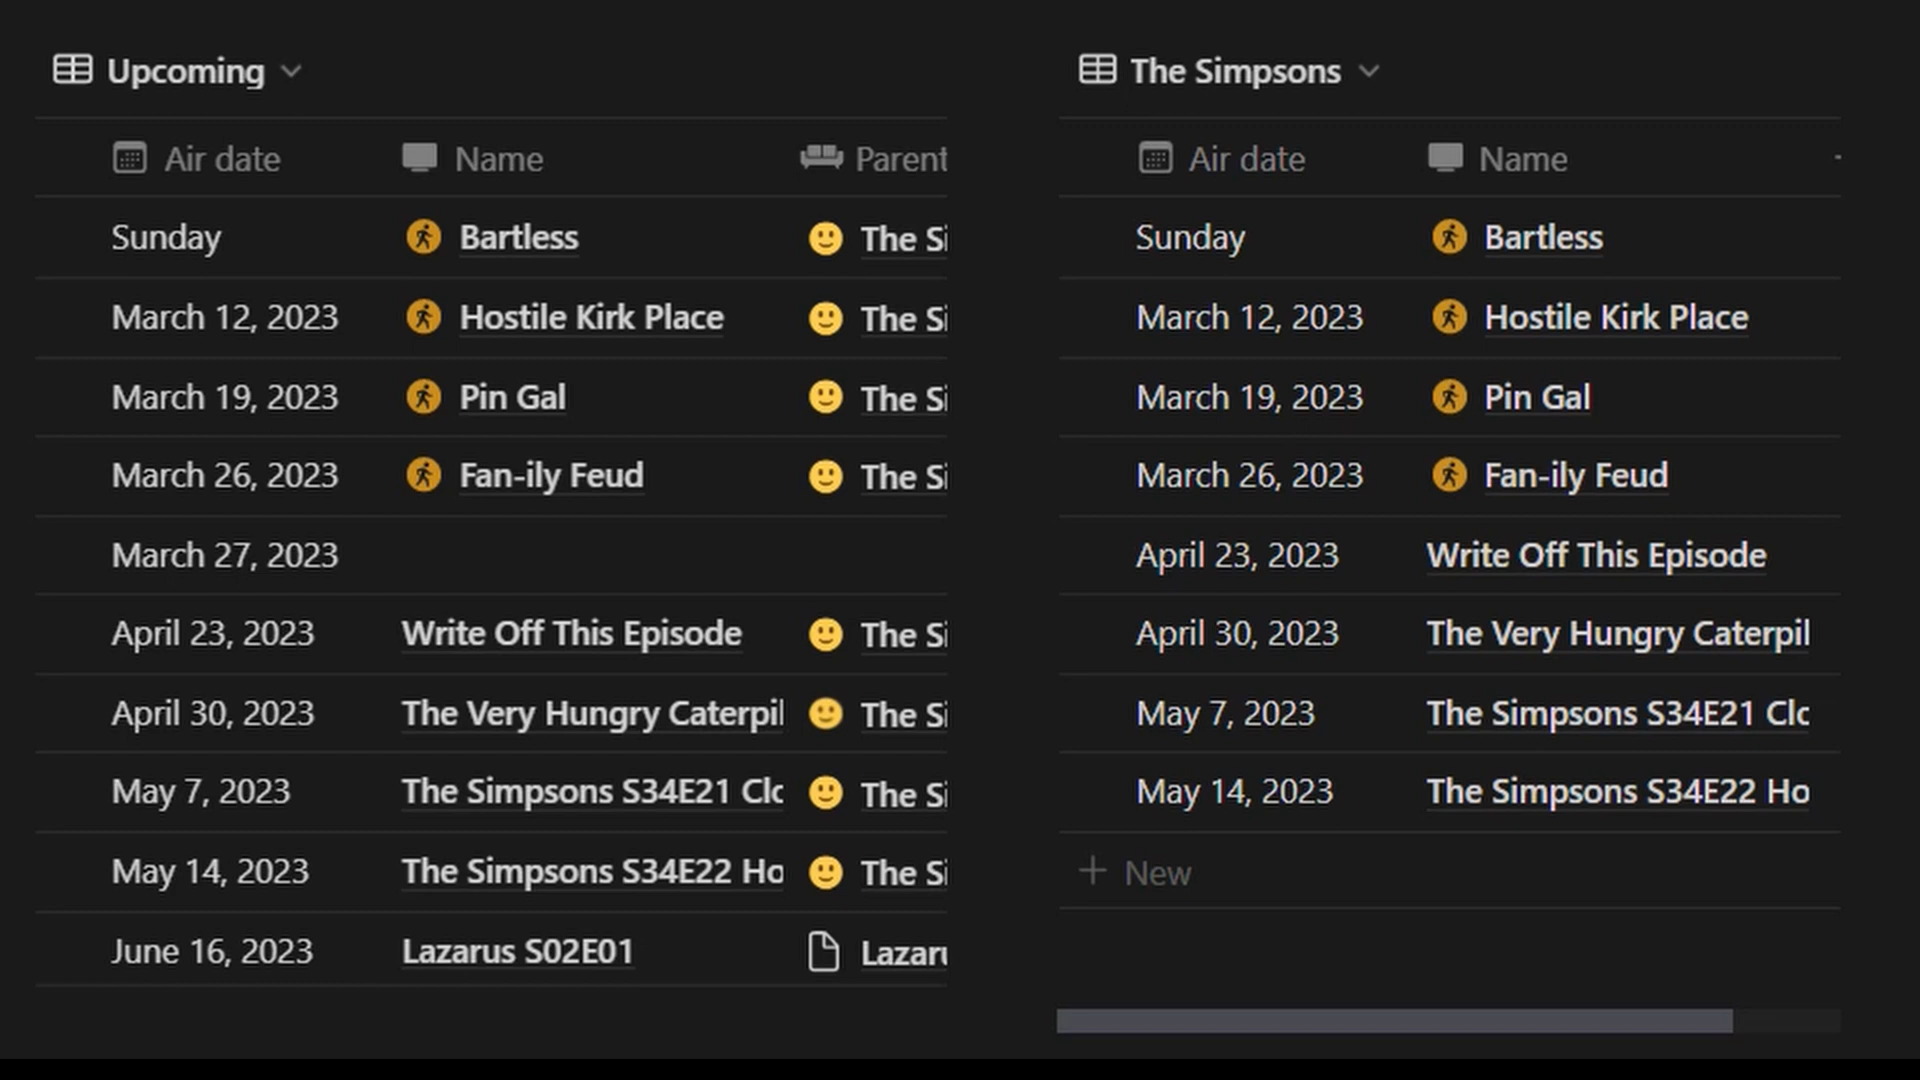 Upcoming
Air date Name Parent
Sunday Bartless The Si
March 12, 2023 Hostile Kirk Place The Si
March 19, 2023 Pin Gal The Si
March 26, 2023 Fan-ily Feud The Si
March 27, 2023
April 23, 2023 Write Off This Episode The Si
April 30, 2023 The Very Hungry Caterpil The Si
May 7, 2023 The Simpsons S34E21 Clo The Si
May 14, 2023 The Simpsons S34E22 Ho The Si
June 16, 2023 Lazarus S02E01 Lazaru
The Simpsons
Air date Name
Sunday Bartless
March 12, 2023 Hostile Kirk Place
March 19, 2023 Pin Gal
March 26, 2023 Fan-ily Feud
April 23, 2023 Write Off This Episode
April 30, 2023 The Very Hungry Caterpil
May 7, 2023 The Simpsons S34E21 Clo
May 14, 2023 The Simpsons S34E22 Ho
New